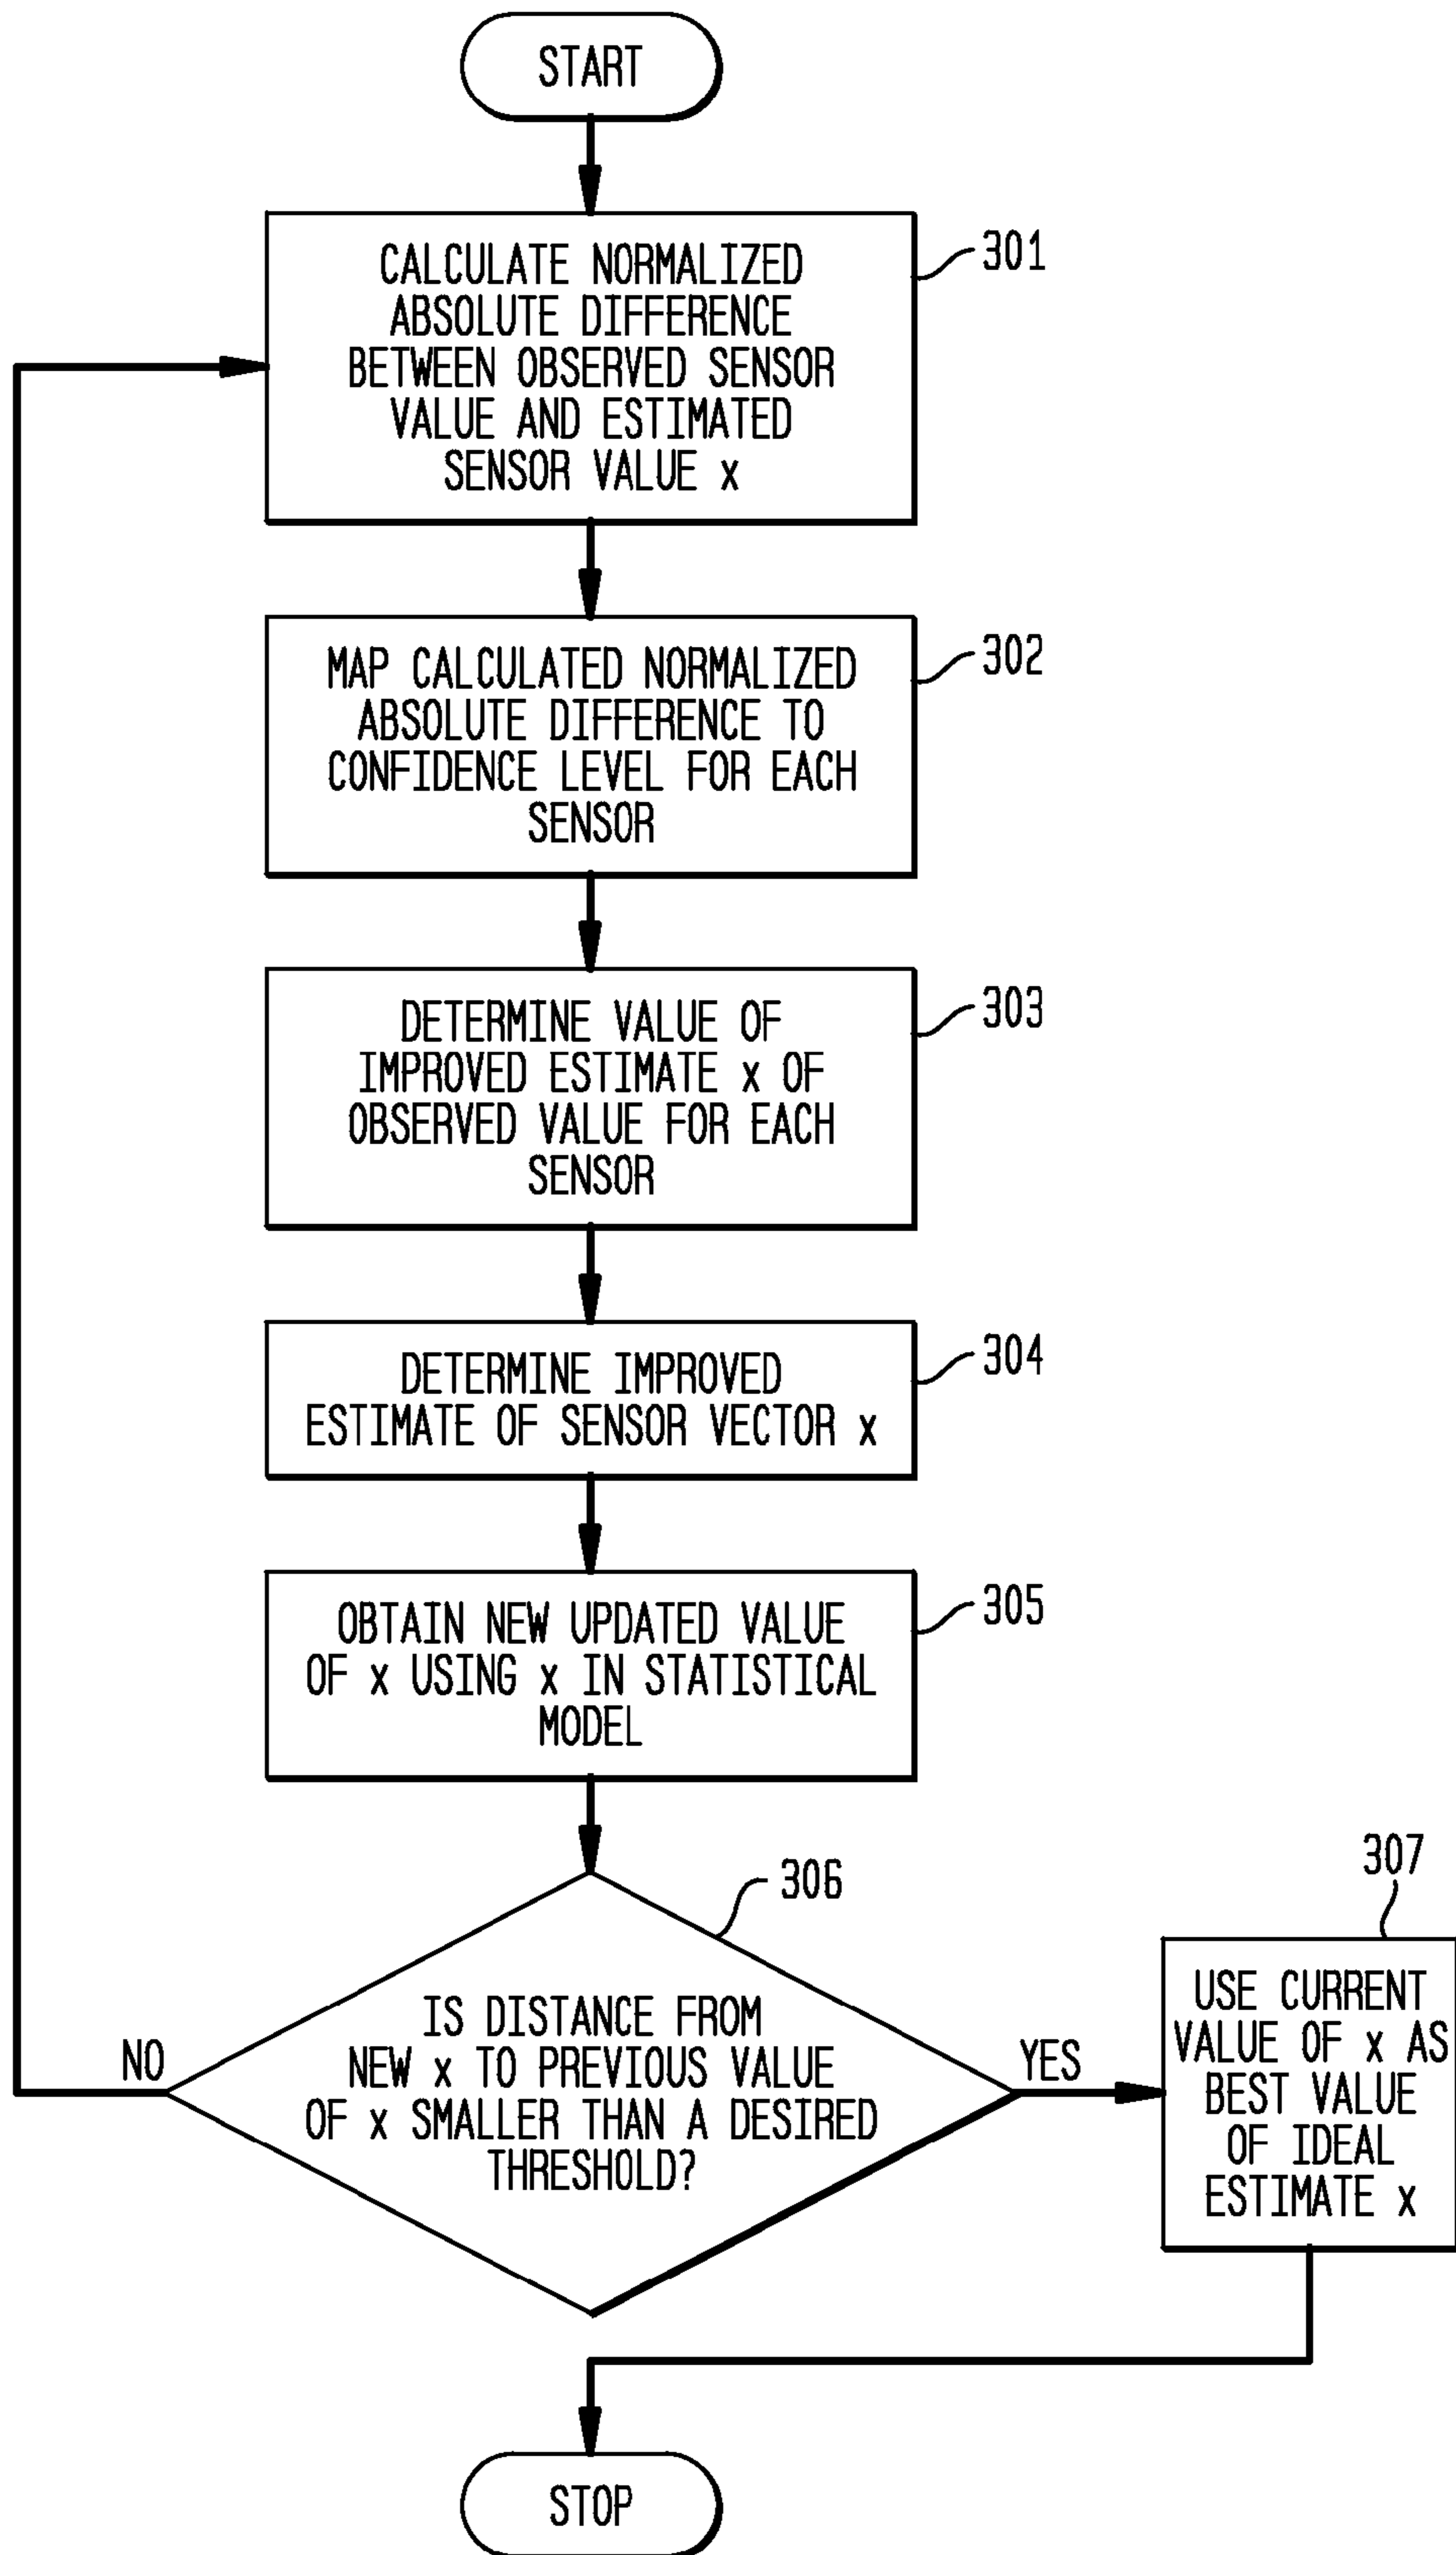 START
CALCULATE NORMALIZED
ABSOLUTE DIFFERENCE
BETWEEN OBSERVED SENSOR
VALUE AND ESTIMATED
SENSOR VALUE x
301
MAP CALCULATED NORMALIZED
ABSOLUTE DIFFERENCE TO
CONFIDENCE LEVEL FOR EACH
SENSOR
302
DETERMINE VALUE OF
IMPROVED ESTIMATE x OF
OBSERVED VALUE FOR EACH
SENSOR
303
DETERMINE IMPROVED
ESTIMATE OF SENSOR VECTOR x
304
OBTAIN NEW UPDATED VALUE
OF x USING x IN STATISTICAL
MODEL
305
306
IS DISTANCE FROM
NEW x TO PREVIOUS VALUE
OF x SMALLER THAN A DESIRED
THRESHOLD?
NO
YES
307
USE CURRENT
VALUE OF x AS
BEST VALUE
OF IDEAL
ESTIMATE x
STOP